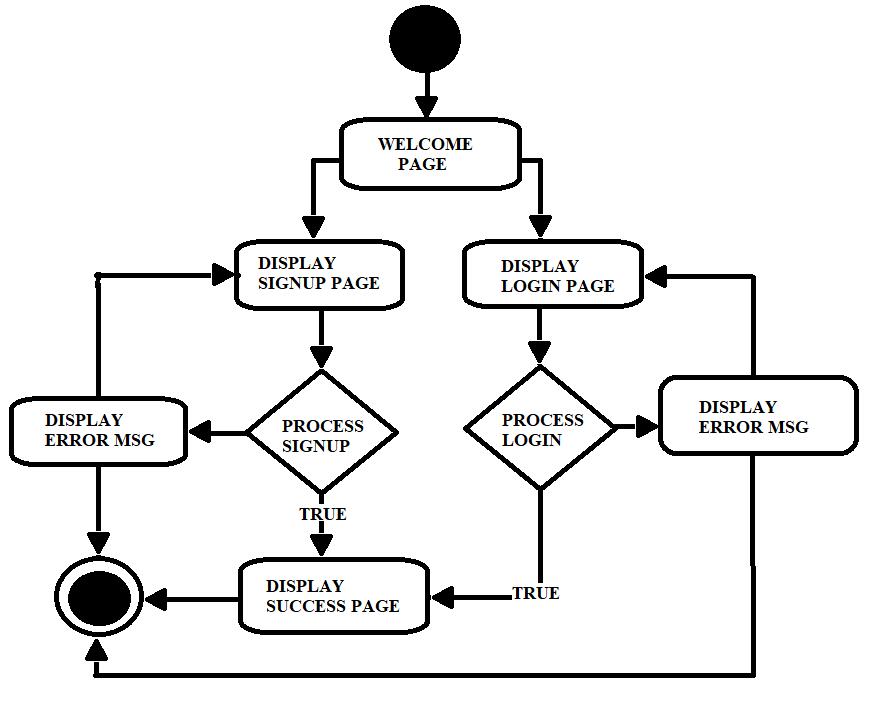 WELCOME
PAGE
DISPLAY
SIGNUP PAGE
DISPLAY
LOGIN PAGE
DISPLAY
ERROR MSG
PROCESS
SIGNUP
PROCESS
LOGIN
DISPLAY
ERROR MSG
TRUE
DISPLAY
SUCCESS PAGE
TRUE